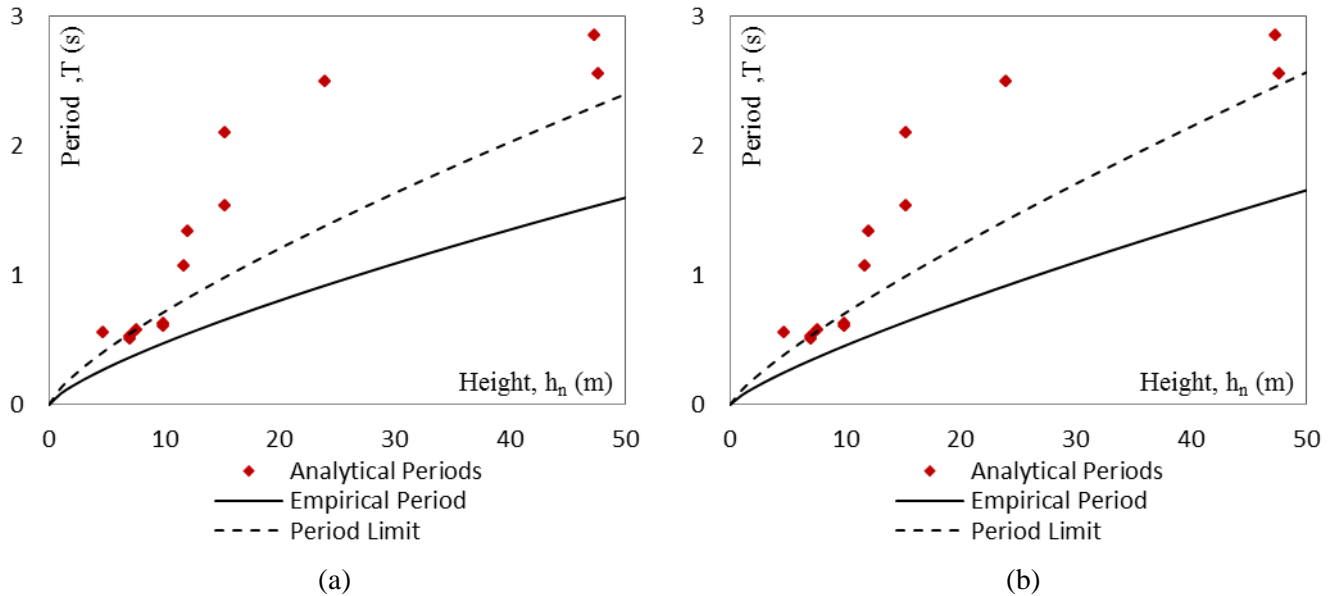 3
2
1
0
Period ,T (s)
Height, hₙ (m)
0 10 20 30 40 50
Analytical Periods
Empirical Period
Period Limit
(a)
3
2
1
0
Period ,T (s)
Height, hₙ (m)
0 10 20 30 40 50
Analytical Periods
Empirical Period
Period Limit
(b)